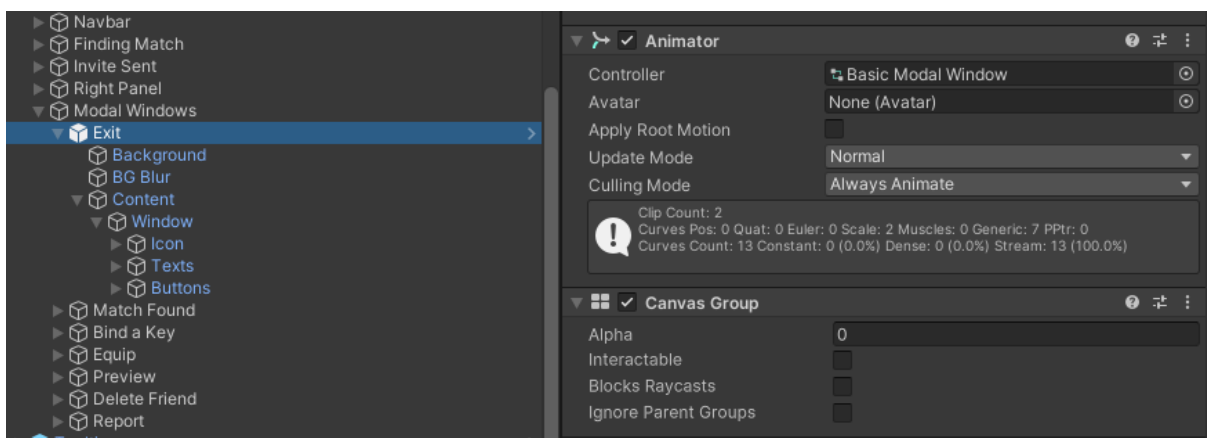 Navbar
Finding Match
Invite Sent
Right Panel
Modal Windows
Exit
Background
BG Blur
Content
Window
Icon
Texts
Buttons
Match Found
Bind a Key
Equip
Preview
Delete Friend
Report
Animator
Controller
Basic Modal Window
Avatar
None (Avatar)
Apply Root Motion
Update Mode
Normal
Culling Mode
Always Animate
Clip Count: 2
Curves Pos: 0 Quat: 0 Euler: 0 Scale: 2 Muscles: 0 Generic: 7 PPtr: 0
Curves Count: 13 Constant: 0 (0.0%) Dense: 0 (0.0%) Stream: 13 (100.0%)
Canvas Group
Alpha
0
Interactable
Blocks Raycasts
Ignore Parent Groups